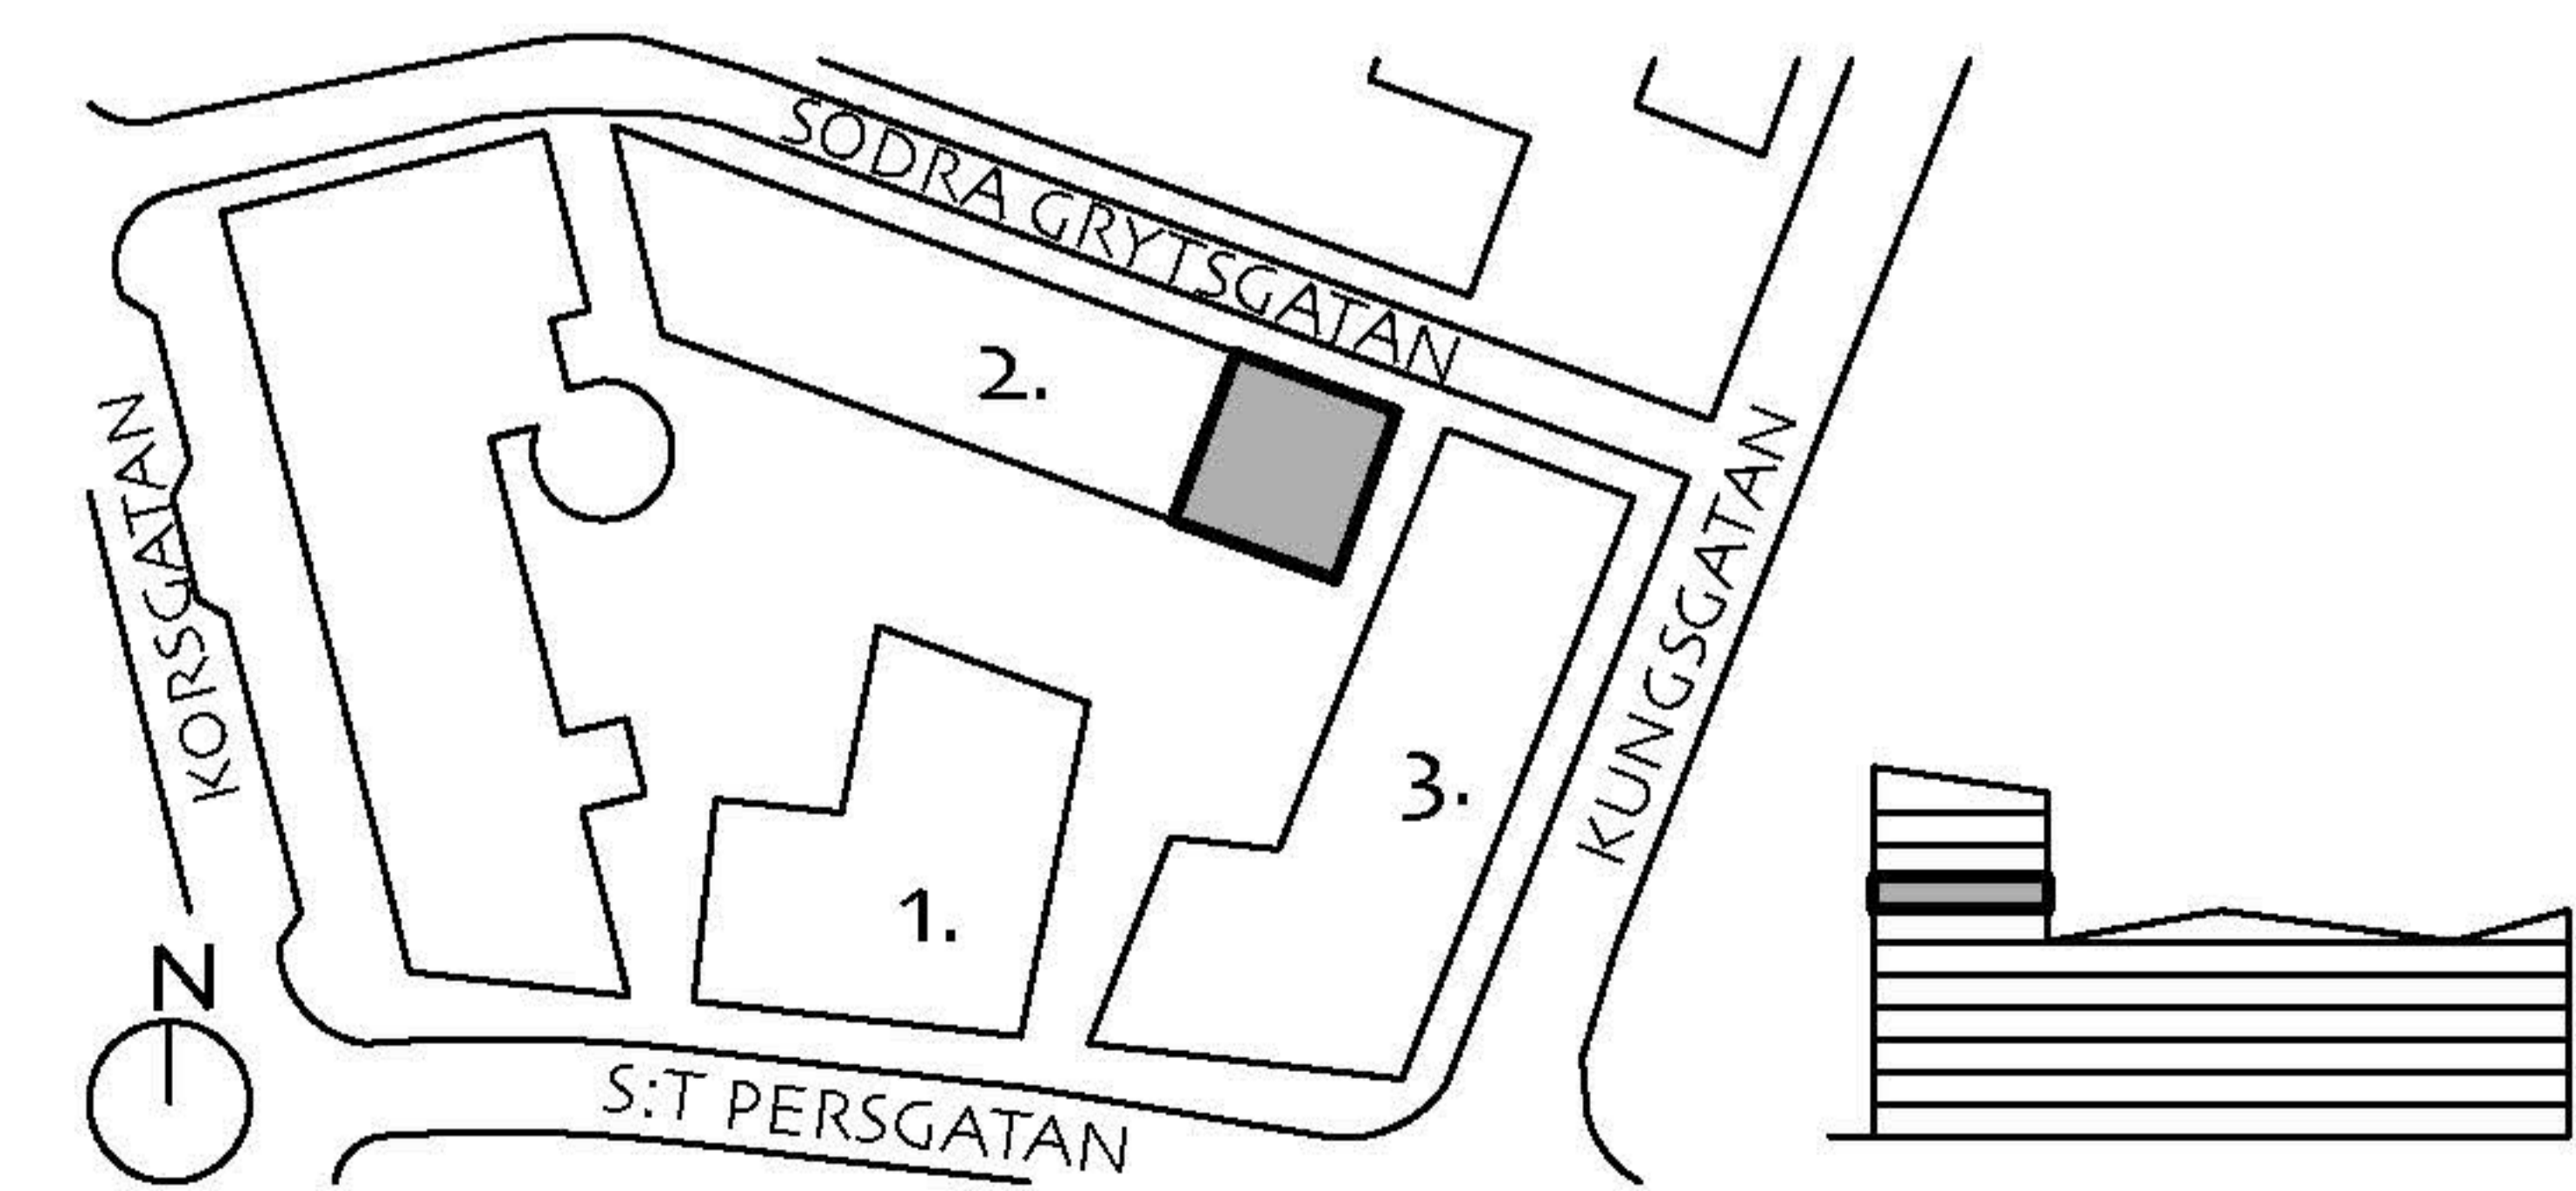 SÖDRA GRYTSGATAN
2.
KORSGATAN
KUNGSGATAN
3.
1.
N
S:T PERSGATAN